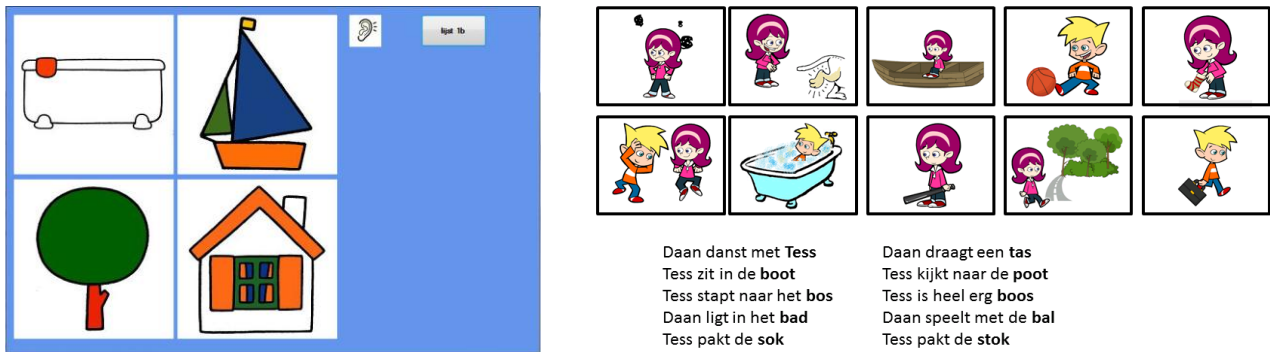 lijst 1b
Daan danst met Tess
Tess zit in de boot
Tess stapt naar het bos
Daan ligt in het bad
Tess pakt de sok
Daan draagt een tas
Tess kijkt naar de poot
Tess is heel erg boos
Daan speelt met de bal
Tess pakt de stok